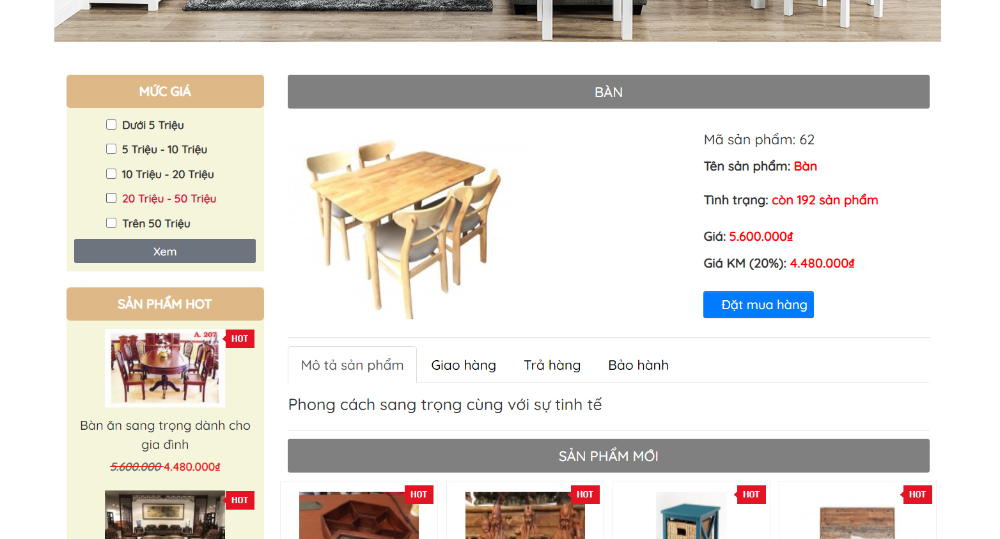 MỨC GIÁ
Dưới 5 Triệu
5 Triệu - 10 Triệu
10 Triệu - 20 Triệu
20 Triệu - 50 Triệu
Trên 50 Triệu
Xem
SẢN PHẨM HOT
A. 207
HOT
Bàn ăn sang trọng dành cho
gia đình
5.600.000 4.480.000₫
HOT
BÀN
Mã sản phẩm: 62
Tên sản phẩm: Bàn
Tình trạng: còn 192 sản phẩm
Giá: 5.600.000₫
Giá KM (20%): 4.480.000₫
Đặt mua hàng
Mô tả sản phẩm
Giao hàng
Trả hàng
Bảo hành
Phong cách sang trọng cùng với sự tinh tế
SẢN PHẨM MỚI
HOT
HOT
HOT
HOT